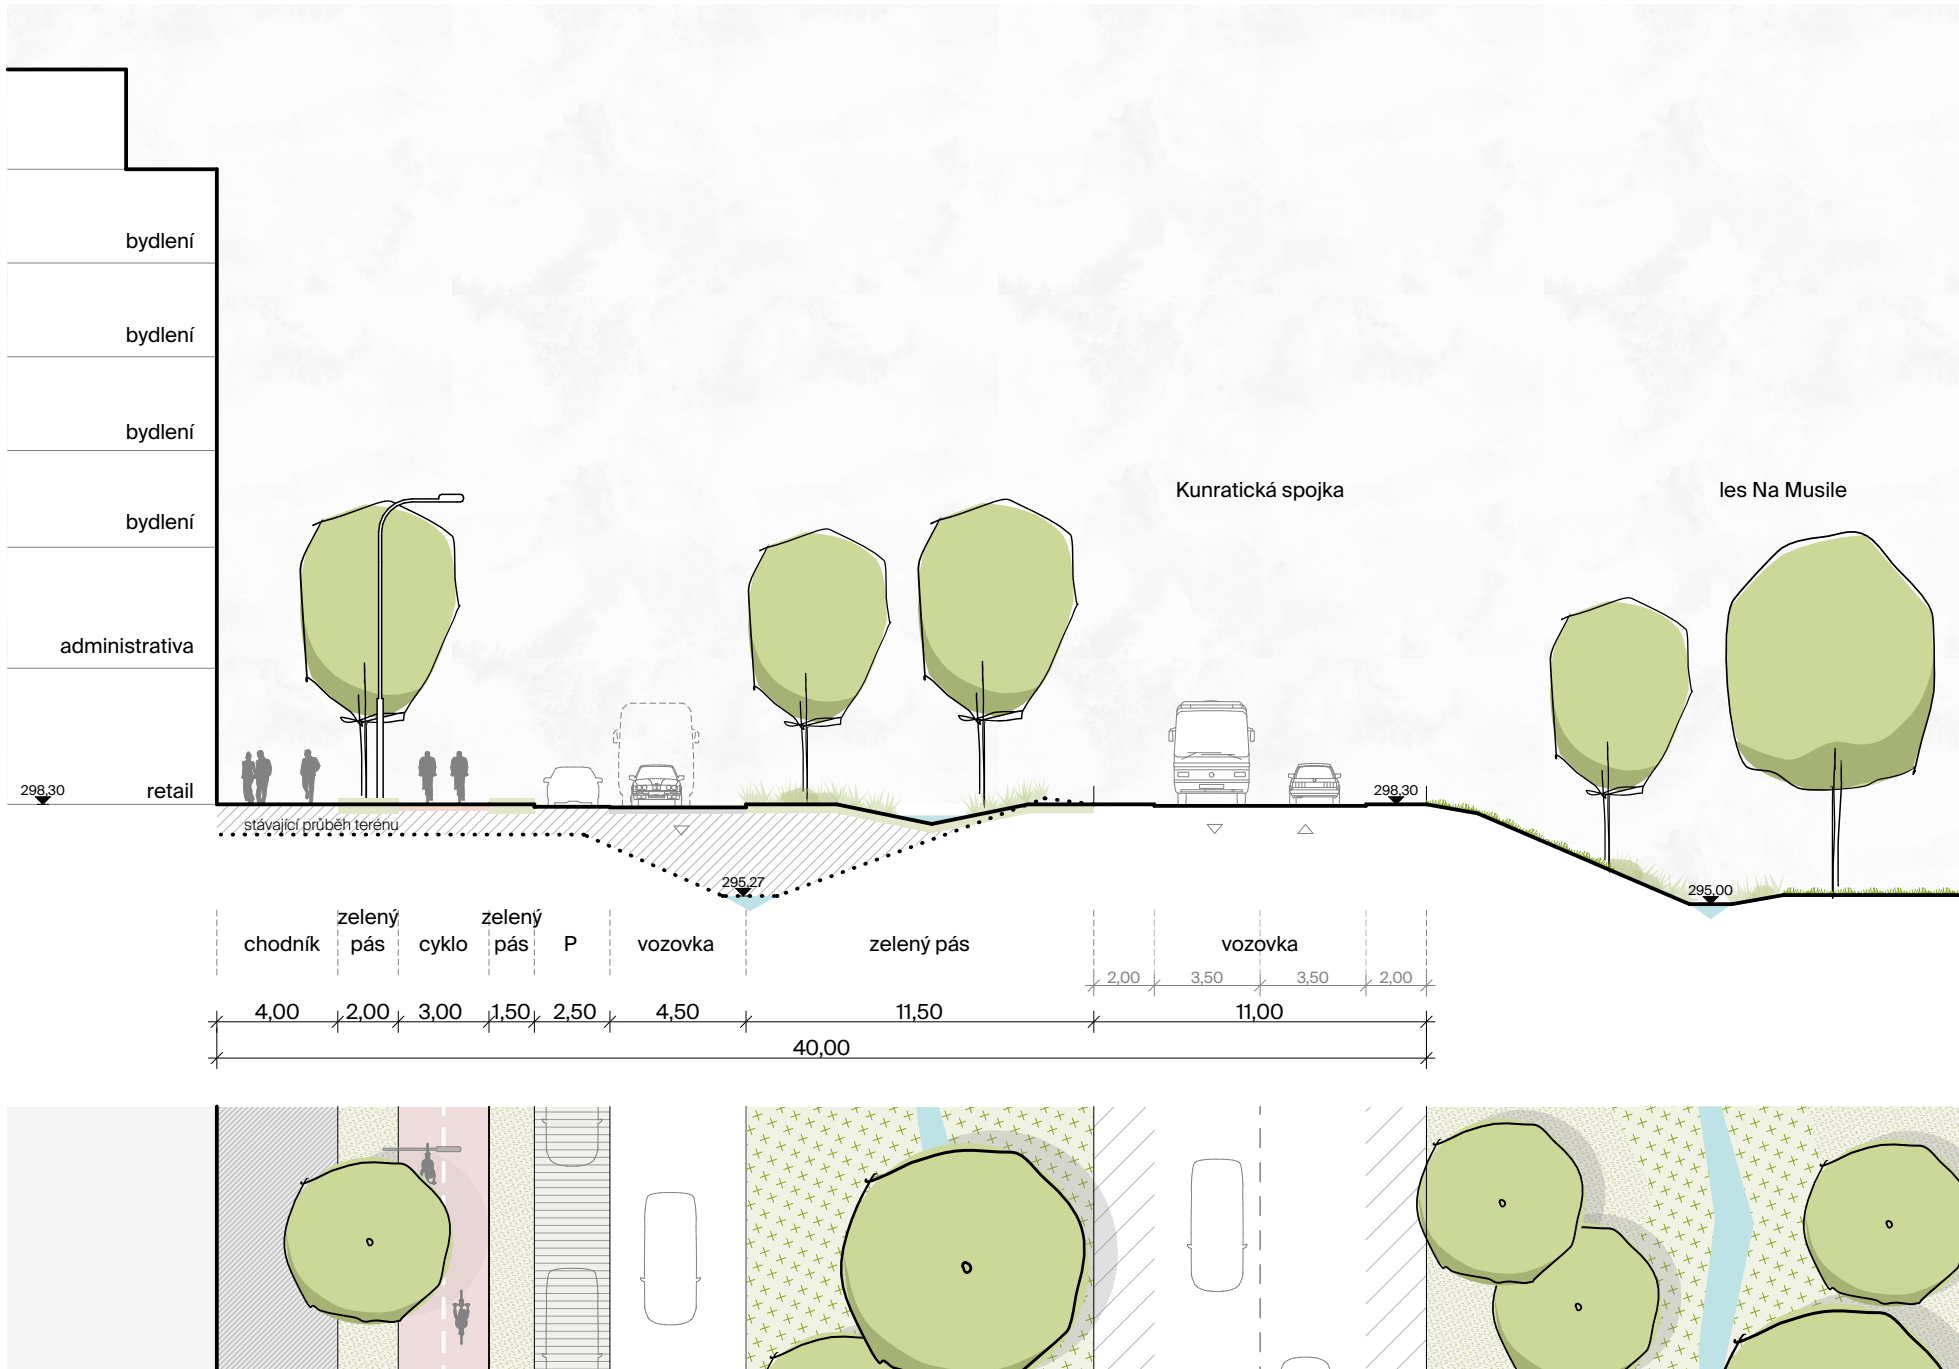 bydlení
bydlení
bydlení
bydlení
Kunratická spojka
les Na Musile
administrativa
298,30
retail
298,30
stávající průběh terénu
295,27
295,00
zelený
zelený
chodník
pás
cyklo
pás
P
vozovka
zelený pás
vozovka
2,00
3,50
3,50
2,00
4,00
2,00
3,00
1,50
2,50
4,50
11,50
11,00
40,00